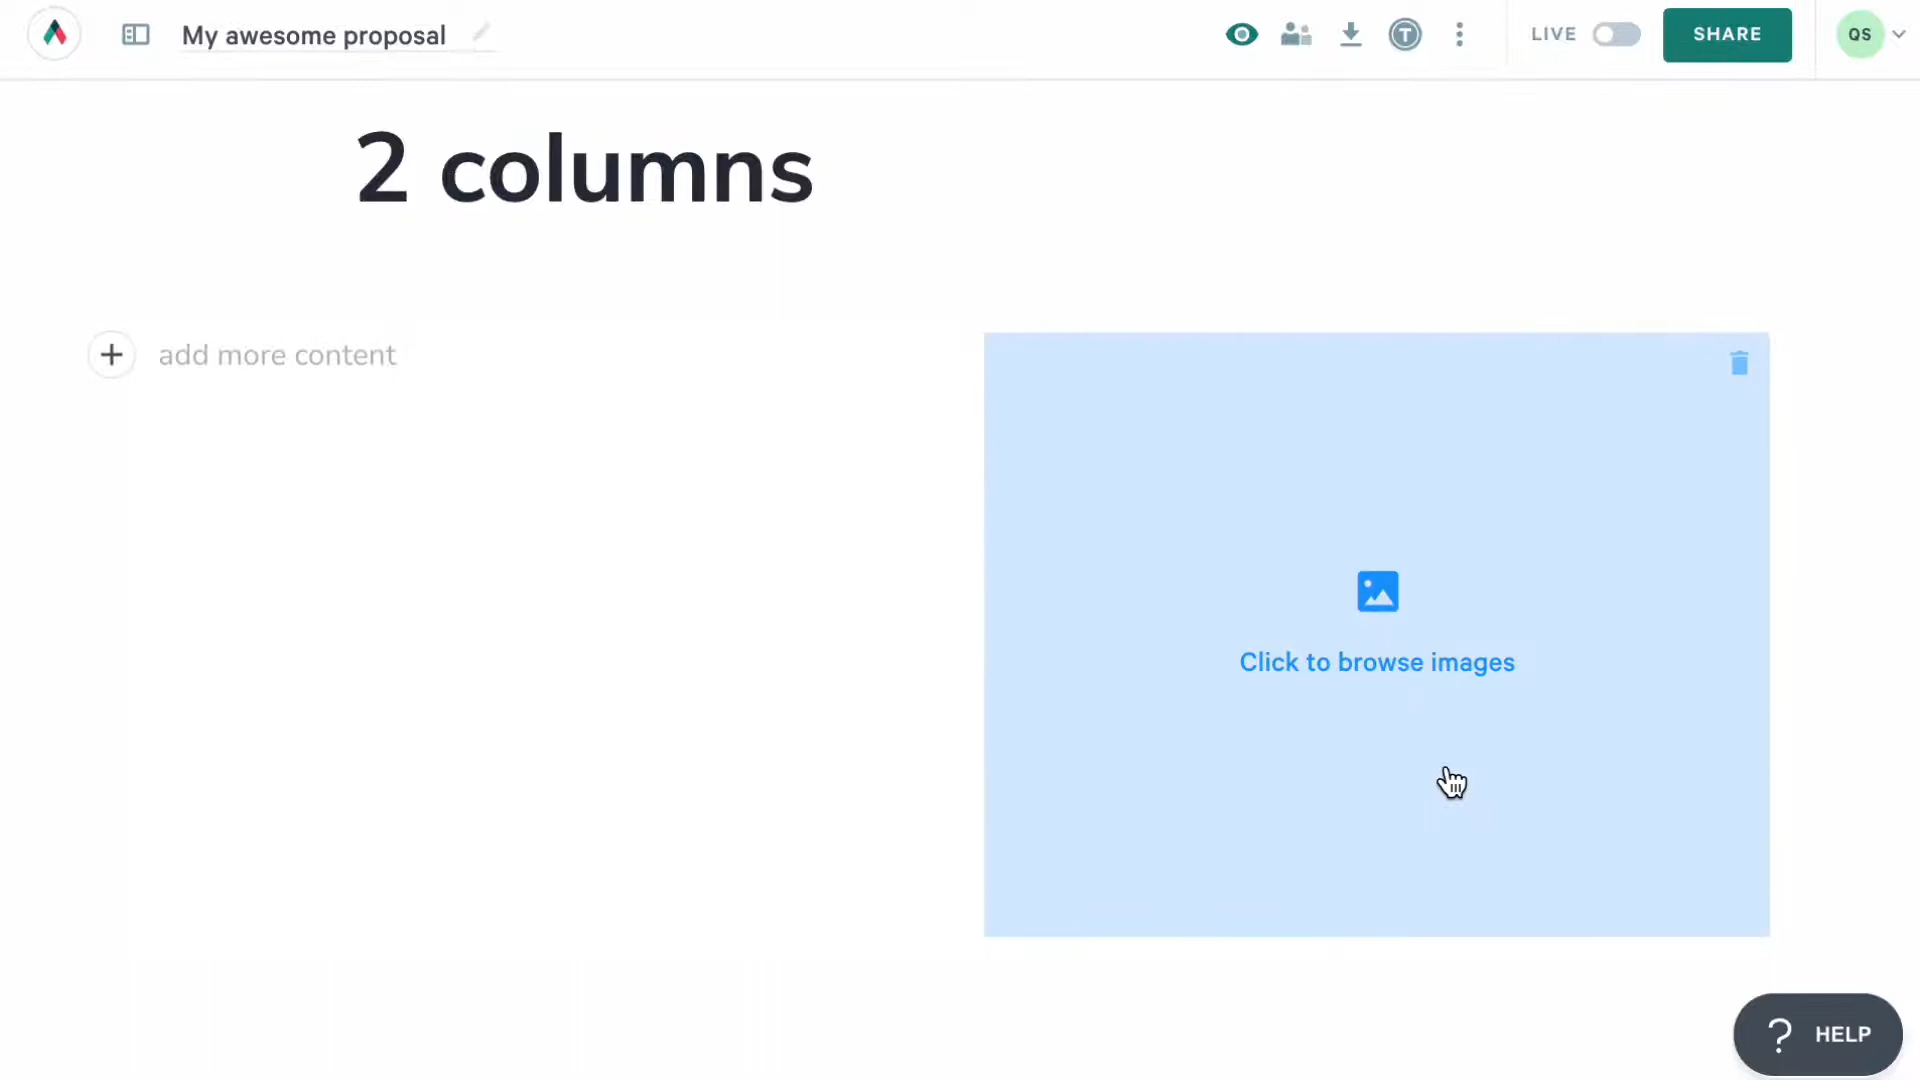 My awesome proposal
T
LIVE
SHARE
QS
2 columns
add more content
Click to browse images
? HELP